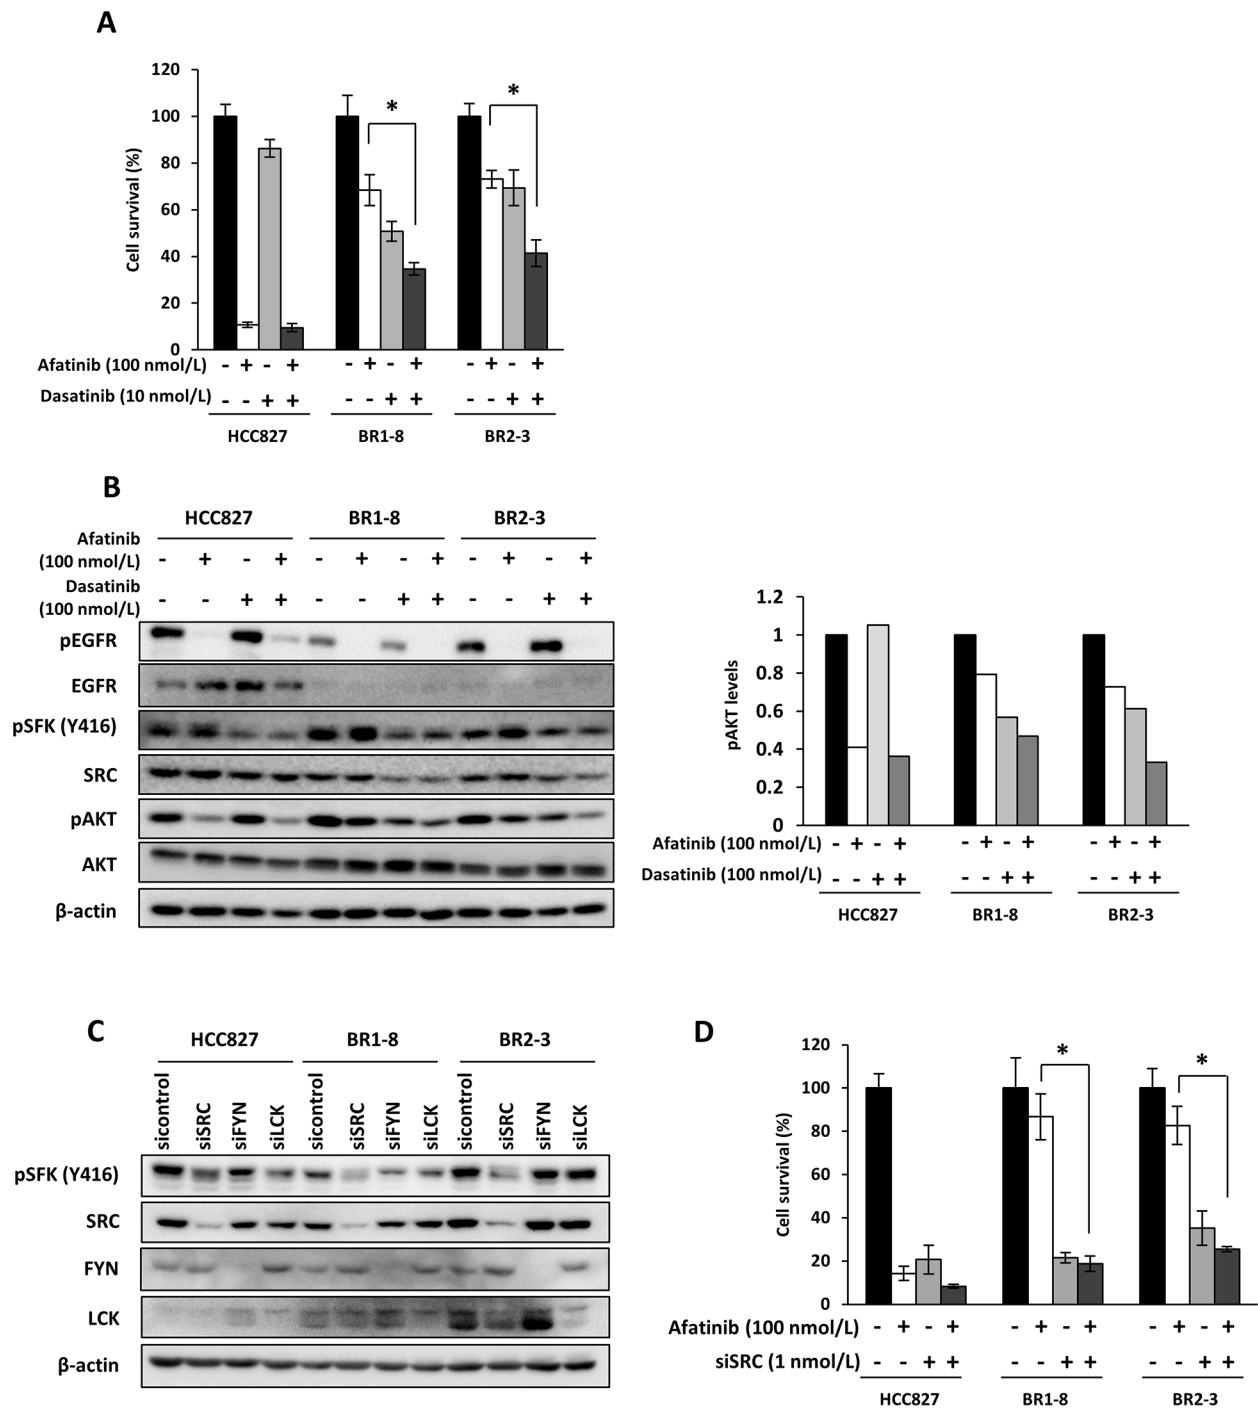 A
120
100
80
60
40
20
0
Cell survival (%)
* *
Afatinib (100 nmol/L) - + - + - + - + - + - +
Dasatinib (10 nmol/L) - - + + - - + + - - + +
HCC827 BR1-8 BR2-3
B
HCC827 BR1-8 BR2-3
Afatinib
(100 nmol/L) - + - + - + - + - + - +
Dasatinib
(100 nmol/L) - - + + - - + + - - + +
pEGFR
EGFR
pSFK (Y416)
SRC
pAKT
AKT
β-actin
1.2
1
0.8
0.6
0.4
0.2
0
pAKT levels
Afatinib (100 nmol/L) - + - + - + - + - + - +
Dasatinib (100 nmol/L) - - + + - - + + - - + +
HCC827 BR1-8 BR2-3
C
HCC827 BR1-8 BR2-3
sicontrol siSRC siFYN siLCK sicontrol siSRC siFYN siLCK sicontrol siSRC siFYN siLCK
pSFK (Y416)
SRC
FYN
LCK
β-actin
D
120
100
80
60
40
20
0
Cell survival (%)
* *
Afatinib (100 nmol/L) - + - + - + - + - + - +
siSRC (1 nmol/L) - - + + - - + + - - + +
HCC827 BR1-8 BR2-3